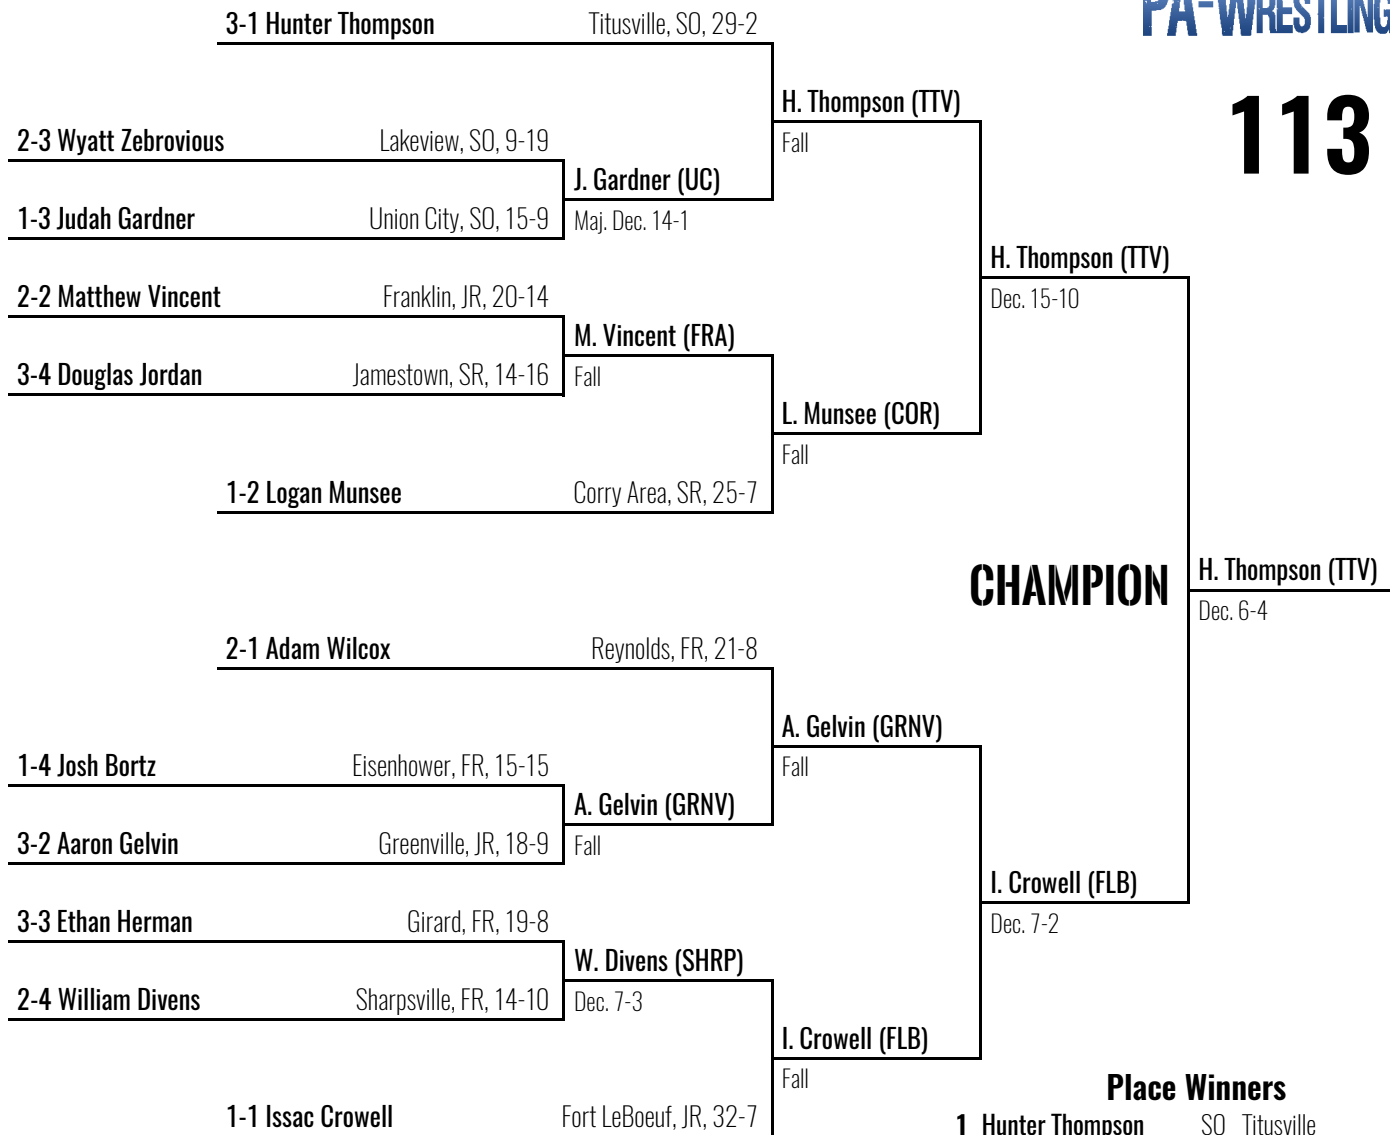 PA-WRESTLING
113
3-1 Hunter Thompson Titusville, SO, 29-2
H. Thompson (TTV)
Fall
2-3 Wyatt Zebrovious Lakeview, SO, 9-19
J. Gardner (UC)
Maj. Dec. 14-1
1-3 Judah Gardner Union City, SO, 15-9
H. Thompson (TTV)
Dec. 15-10
2-2 Matthew Vincent Franklin, JR, 20-14
M. Vincent (FRA)
Fall
3-4 Douglas Jordan Jamestown, SR, 14-16
L. Munsee (COR)
Fall
1-2 Logan Munsee Corry Area, SR, 25-7
CHAMPION
H. Thompson (TTV)
Dec. 6-4
2-1 Adam Wilcox Reynolds, FR, 21-8
A. Gelvin (GRNV)
Fall
1-4 Josh Bortz Eisenhower, FR, 15-15
A. Gelvin (GRNV)
Fall
3-2 Aaron Gelvin Greenville, JR, 18-9
I. Crowell (FLB)
Dec. 7-2
3-3 Ethan Herman Girard, FR, 19-8
W. Divens (SHRP)
Dec. 7-3
2-4 William Divens Sharpsville, FR, 14-10
I. Crowell (FLB)
Fall
1-1 Issac Crowell Fort LeBoeuf, JR, 32-7
Place Winners
1 Hunter Thompson SO Titusville